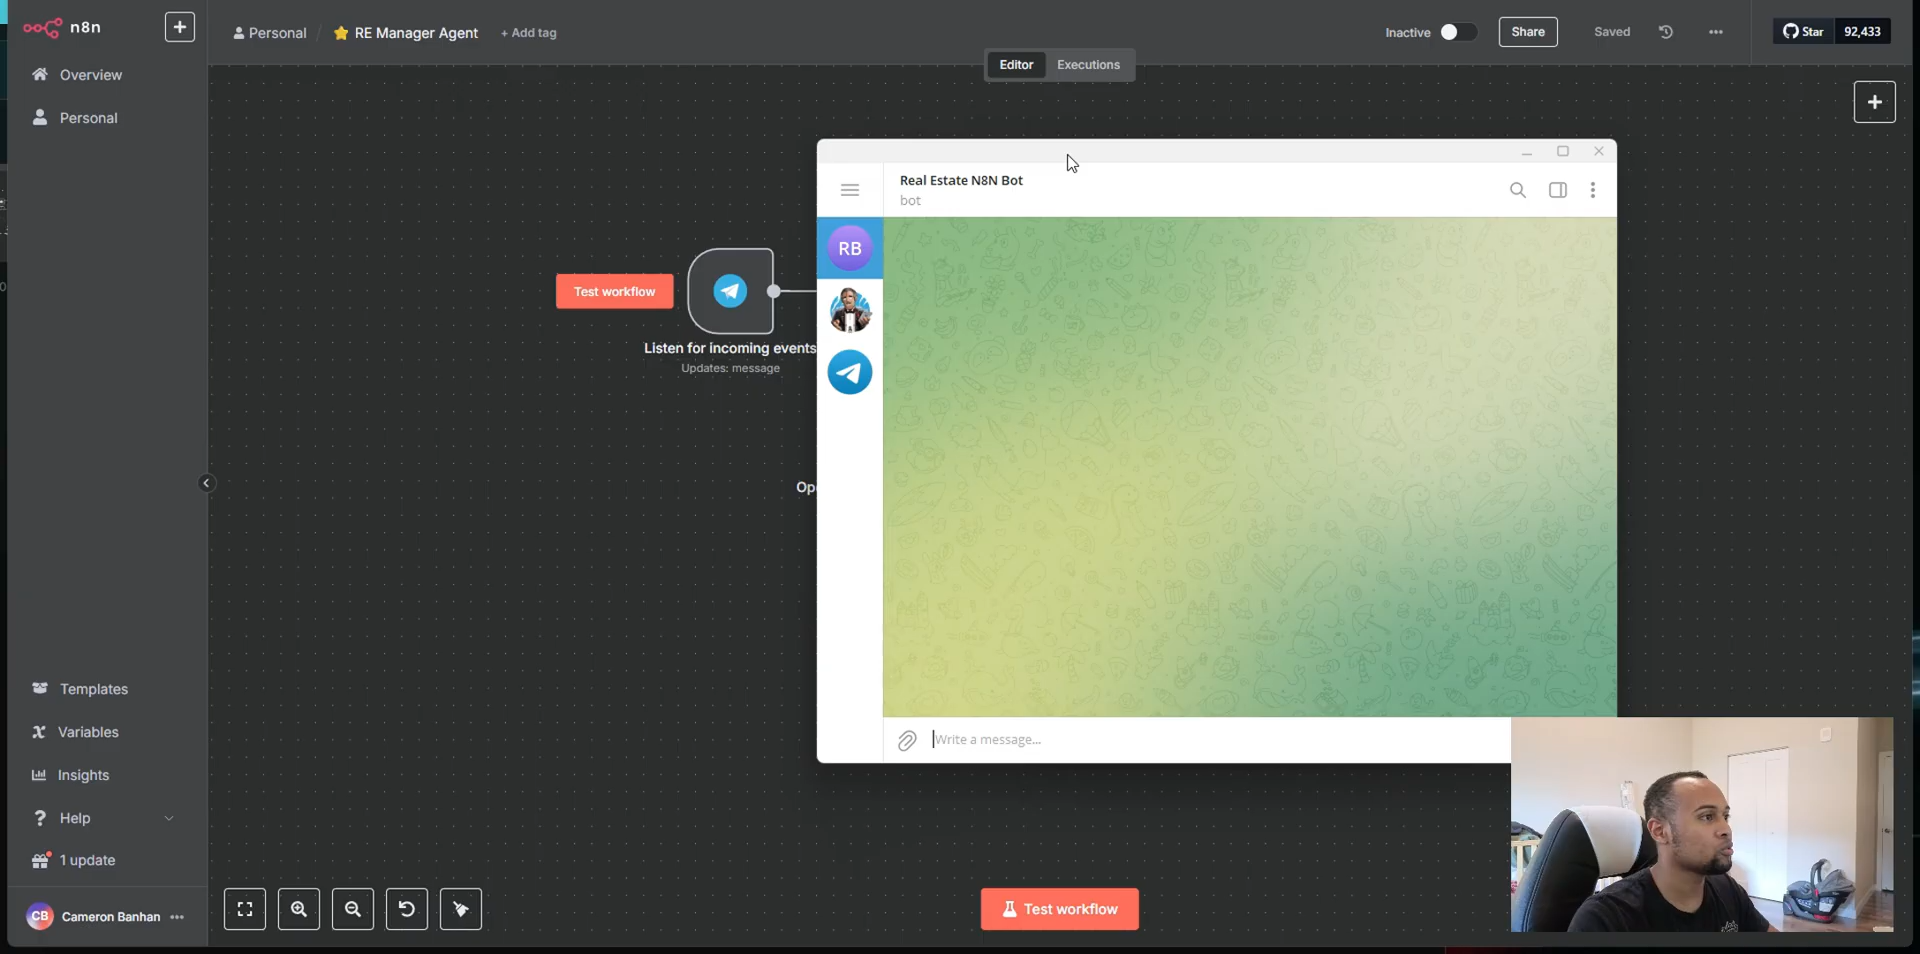 n8n
+
Personal / ⭐ RE Manager Agent + Add tag
Inactive
Share
Saved
Star 92,433
Editor Executions
Overview
Personal
Real Estate N8N Bot
bot
RB
Test workflow
Listen for incoming events
Updates: message
Ope
Write a message...
Templates
Variables
Insights
? Help
1 update
CB Cameron Banhan
Test workflow